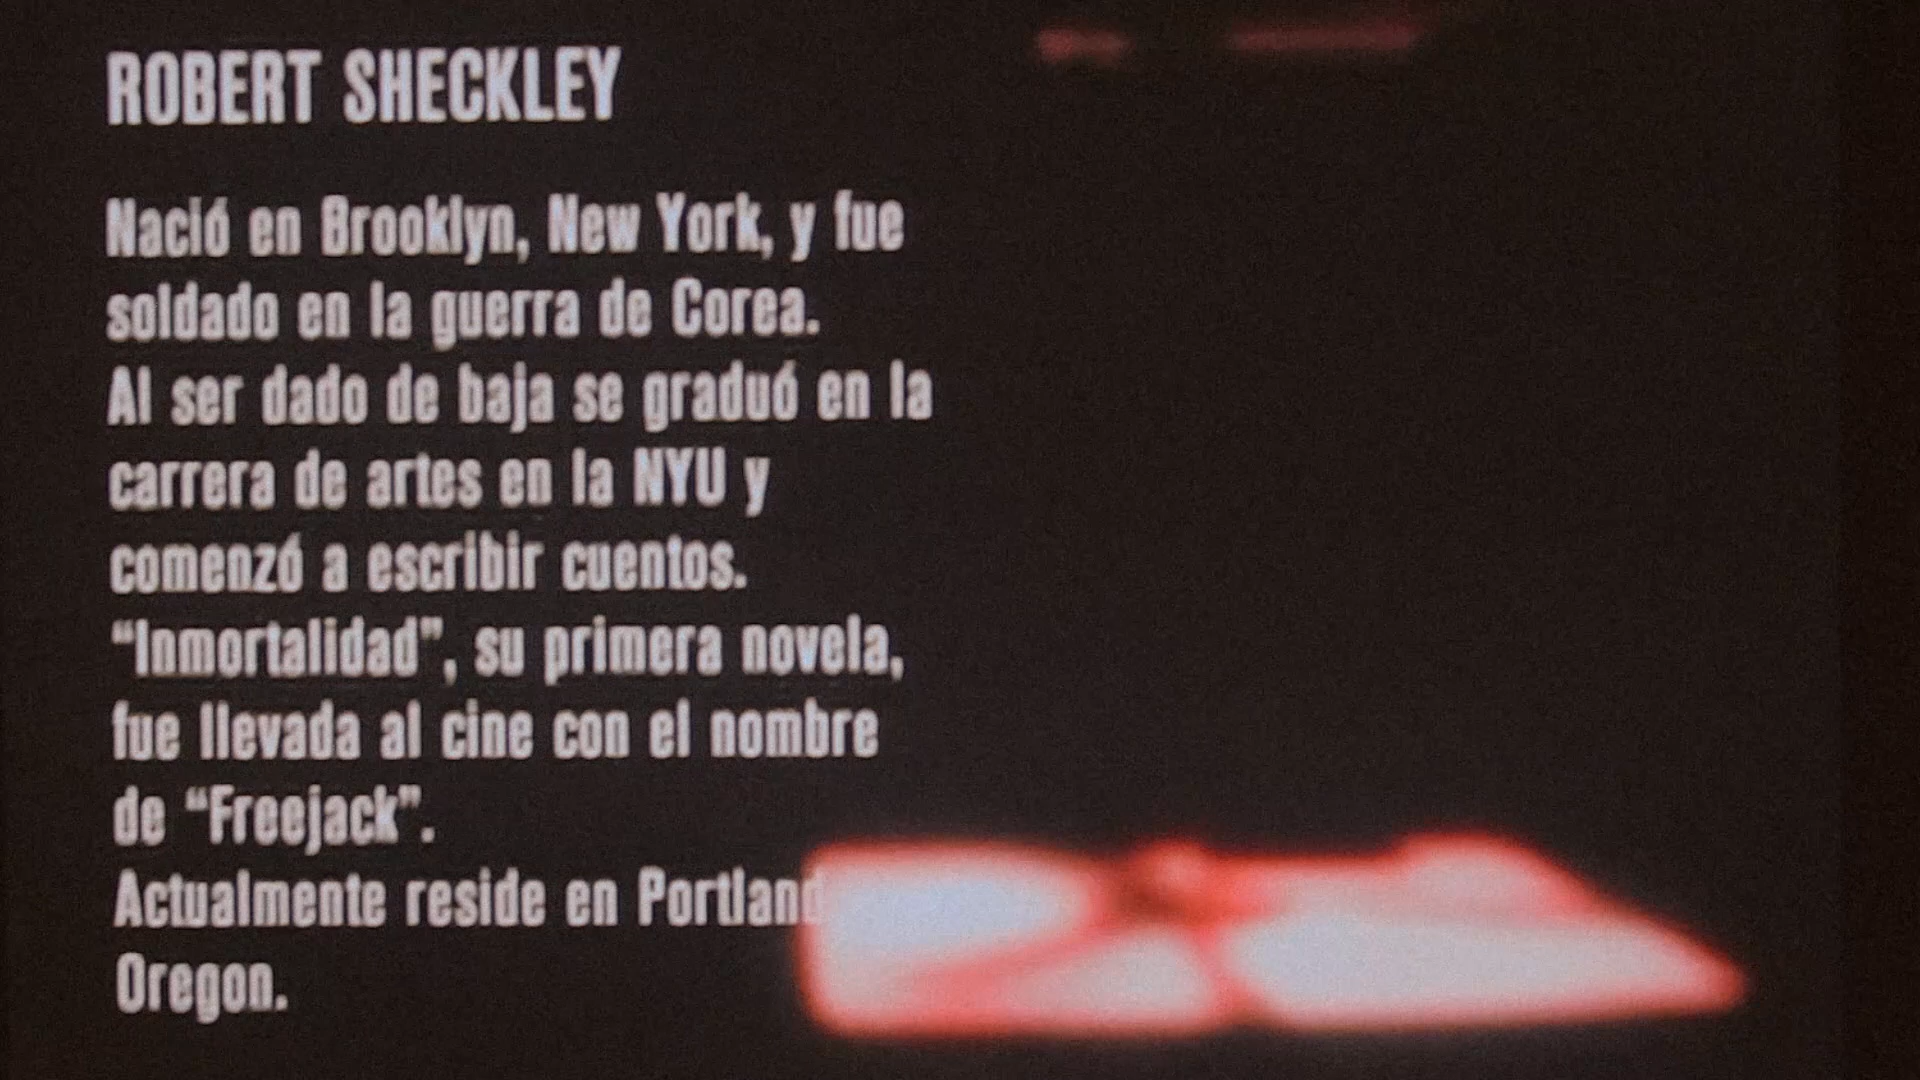 ROBERT SHECKLEY
Nació en Brooklyn, New York, y fue
soldado en la guerra de Corea.
Al ser dado de baja se graduó en la
carrera de artes en la NYU y
comenzó a escribir cuentos.
“Inmortalidad”, su primera novela,
fue llevada al cine con el nombre
de “Freejack”.
Actualmente reside en Portland
Oregon.